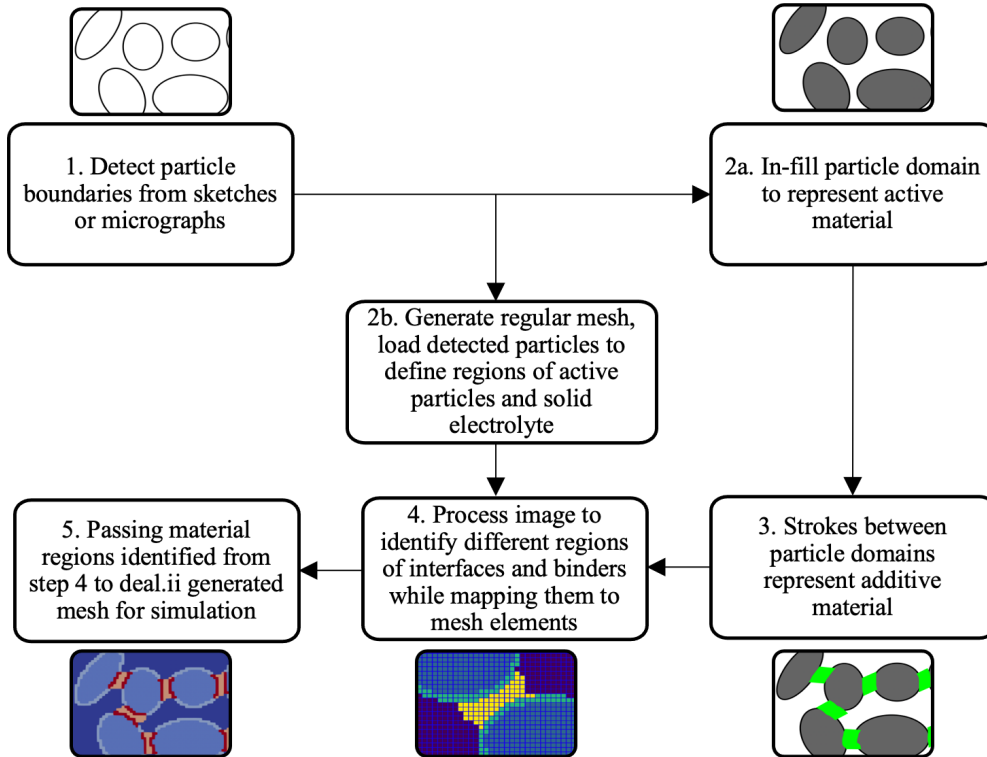 1. Detect particle
boundaries from sketches
or micrographs
2a. In-fill particle domain
to represent active
material
2b. Generate regular mesh,
load detected particles to
define regions of active
particles and solid
electrolyte
5. Passing material
regions identified from
step 4 to deal.ii generated
mesh for simulation
4. Process image to
identify different regions
of interfaces and binders
while mapping them to
mesh elements
3. Strokes between
particle domains
represent additive
material